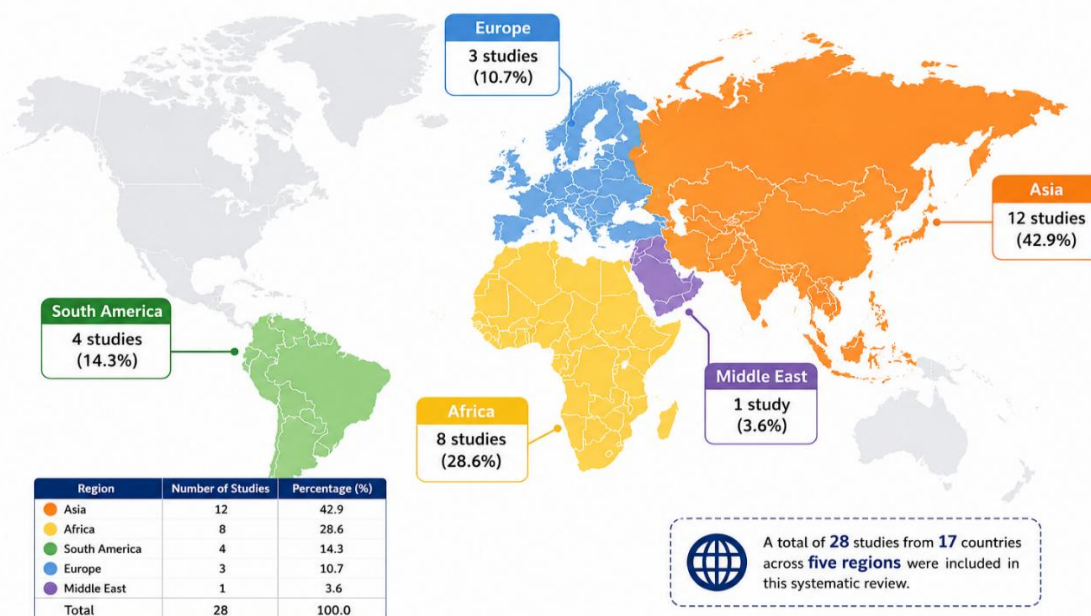 Europe
3 studies
(10.7%)
Asia
12 studies
(42.9%)
South America
4 studies
(14.3%)
Middle East
1 study
(3.6%)
Africa
8 studies
(28.6%)
Region Number of Studies Percentage (%)
Asia 12 42.9
Africa 8 28.6
South America 4 14.3
Europe 3 10.7
Middle East 1 3.6
Total 28 100.0
A total of 28 studies from 17 countries
across five regions were included in
this systematic review.